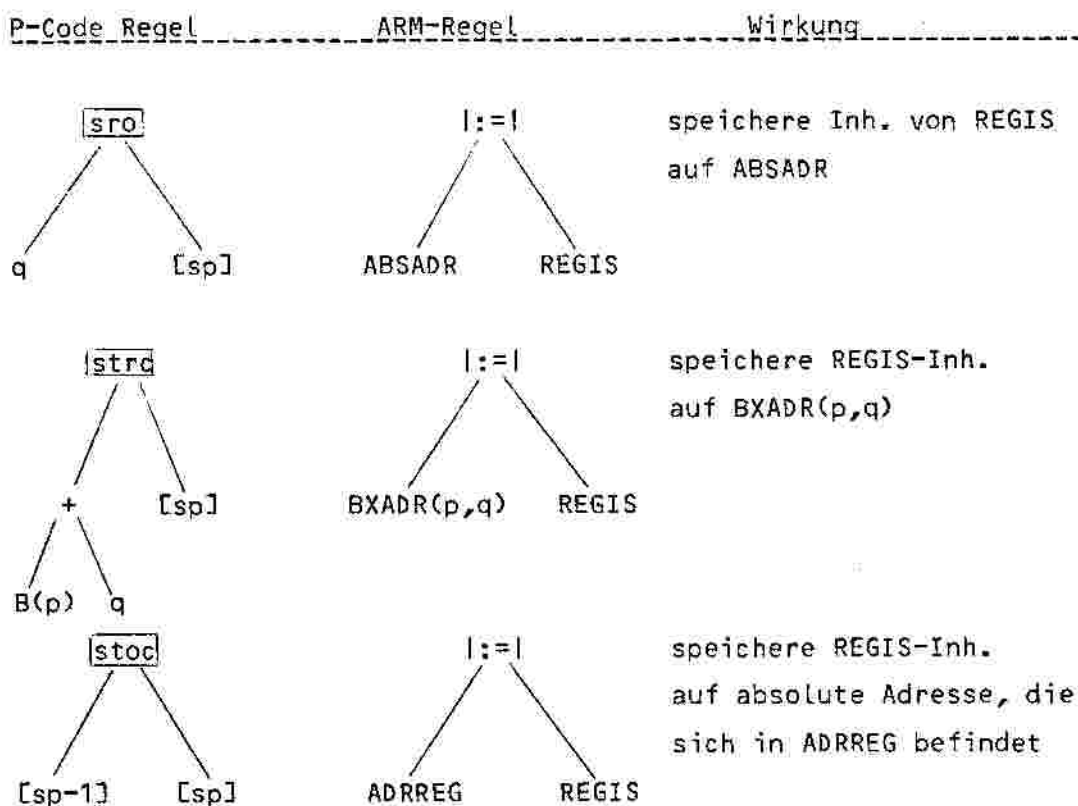 P-Code Regel ARM-Regel Wirkung
sro |:=| speichere Inh. von REGIS
auf ABSADR
q [sp] ABSADR REGIS
strc |:=| speichere REGIS-Inh.
auf BXADR(p,q)
+ [sp] BXADR(p,q) REGIS
B(p) q
stoc |:=| speichere REGIS-Inh.
auf absolute Adresse, die
sich in ADRREG befindet
[sp-1] [sp] ADRREG REGIS